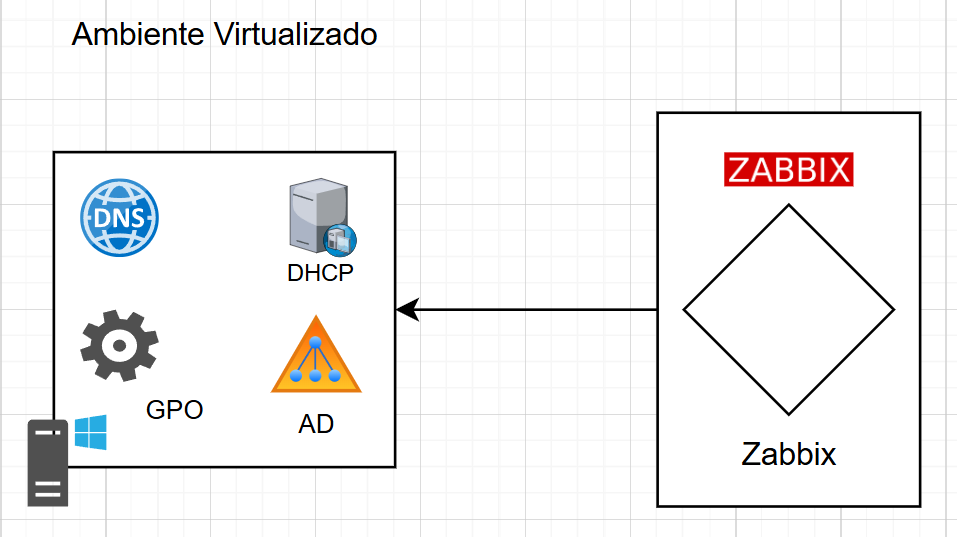 Ambiente Virtualizado
ZABBIX
DNS
DHCP
GPO
AD
Zabbix